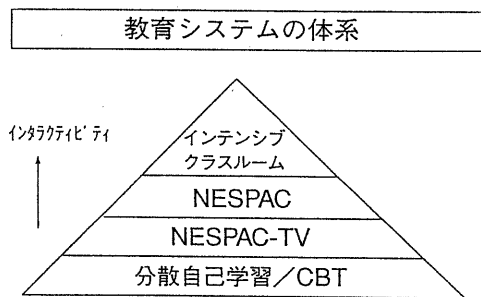 教育システムの体系
インタラクティビティ
インテンシブ
クラスルーム
NESPAC
NESPAC-TV
分散自己学習/CBT